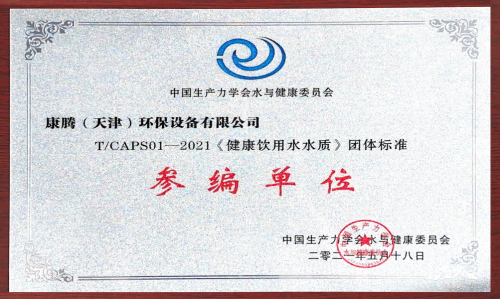 中国生产力学会水与健康委员会
康腾（天津）环保设备有限公司
T/CAPS01—2021《健康饮用水水质》团体标准
参编单位
中国生产力学会水与健康委员会
二零二一年五月十八日